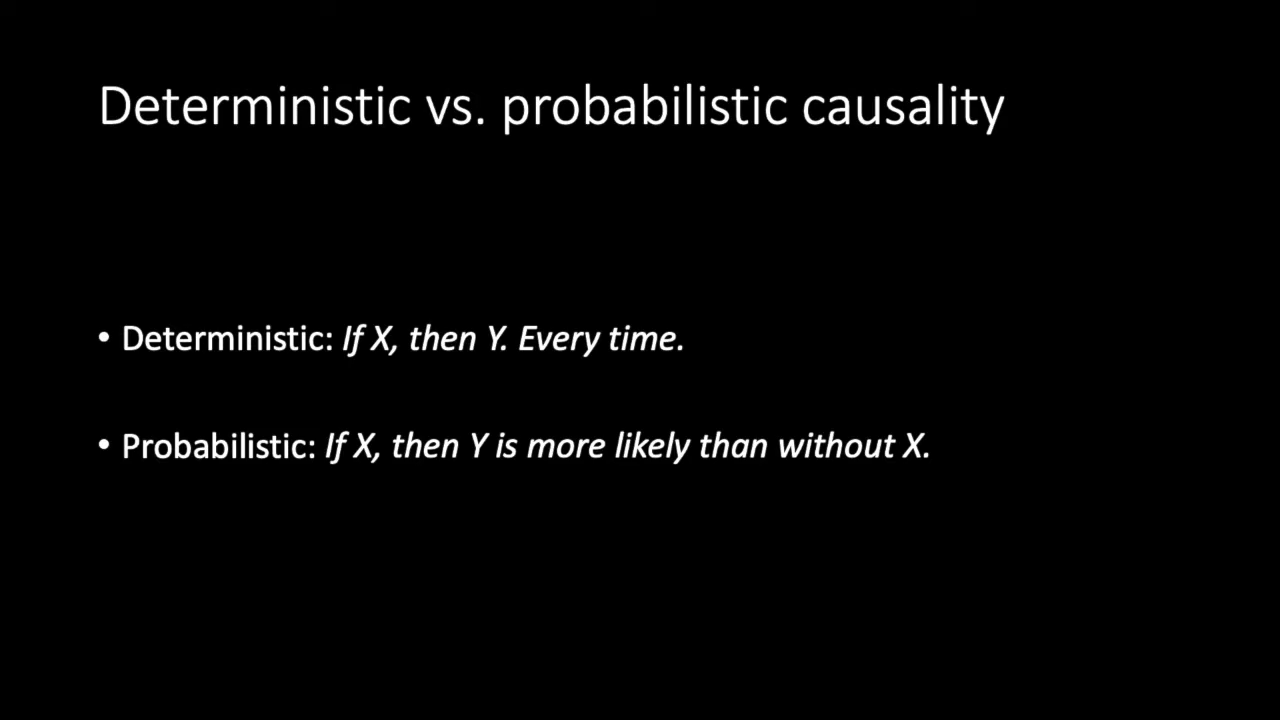 Deterministic vs. probabilistic causality
• Deterministic: If X, then Y. Every time.
• Probabilistic: If X, then Y is more likely than without X.